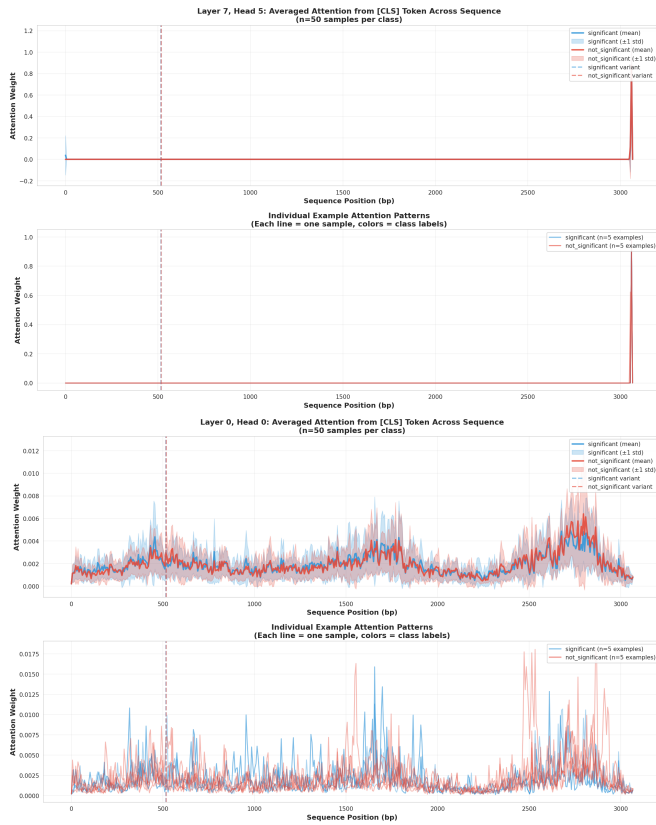 Layer 7, Head 5: Averaged Attention from [CLS] Token Across Sequence
(n=50 samples per class)
1.2
1.0
0.8
0.6
0.4
0.2
0.0
−0.2
Attention Weight
significant (mean)
significant (±1 std)
not_significant (mean)
not_significant (±1 std)
significant variant
not_significant variant
0
500
1000
1500
2000
2500
3000
Sequence Position (bp)
Individual Example Attention Patterns
(Each line = one sample, colors = class labels)
1.0
0.8
0.6
0.4
0.2
0.0
Attention Weight
significant (n=5 examples)
not_significant (n=5 examples)
0
500
1000
1500
2000
2500
3000
Sequence Position (bp)
Layer 0, Head 0: Averaged Attention from [CLS] Token Across Sequence
(n=50 samples per class)
0.012
0.010
0.008
0.006
0.004
0.002
0.000
Attention Weight
significant (mean)
significant (±1 std)
not_significant (mean)
not_significant (±1 std)
significant variant
not_significant variant
0
500
1000
1500
2000
2500
3000
Sequence Position (bp)
Individual Example Attention Patterns
(Each line = one sample, colors = class labels)
0.0175
0.0150
0.0125
0.0100
0.0075
0.0050
0.0025
0.0000
Attention Weight
significant (n=5 examples)
not_significant (n=5 examples)
0
500
1000
1500
2000
2500
3000
Sequence Position (bp)